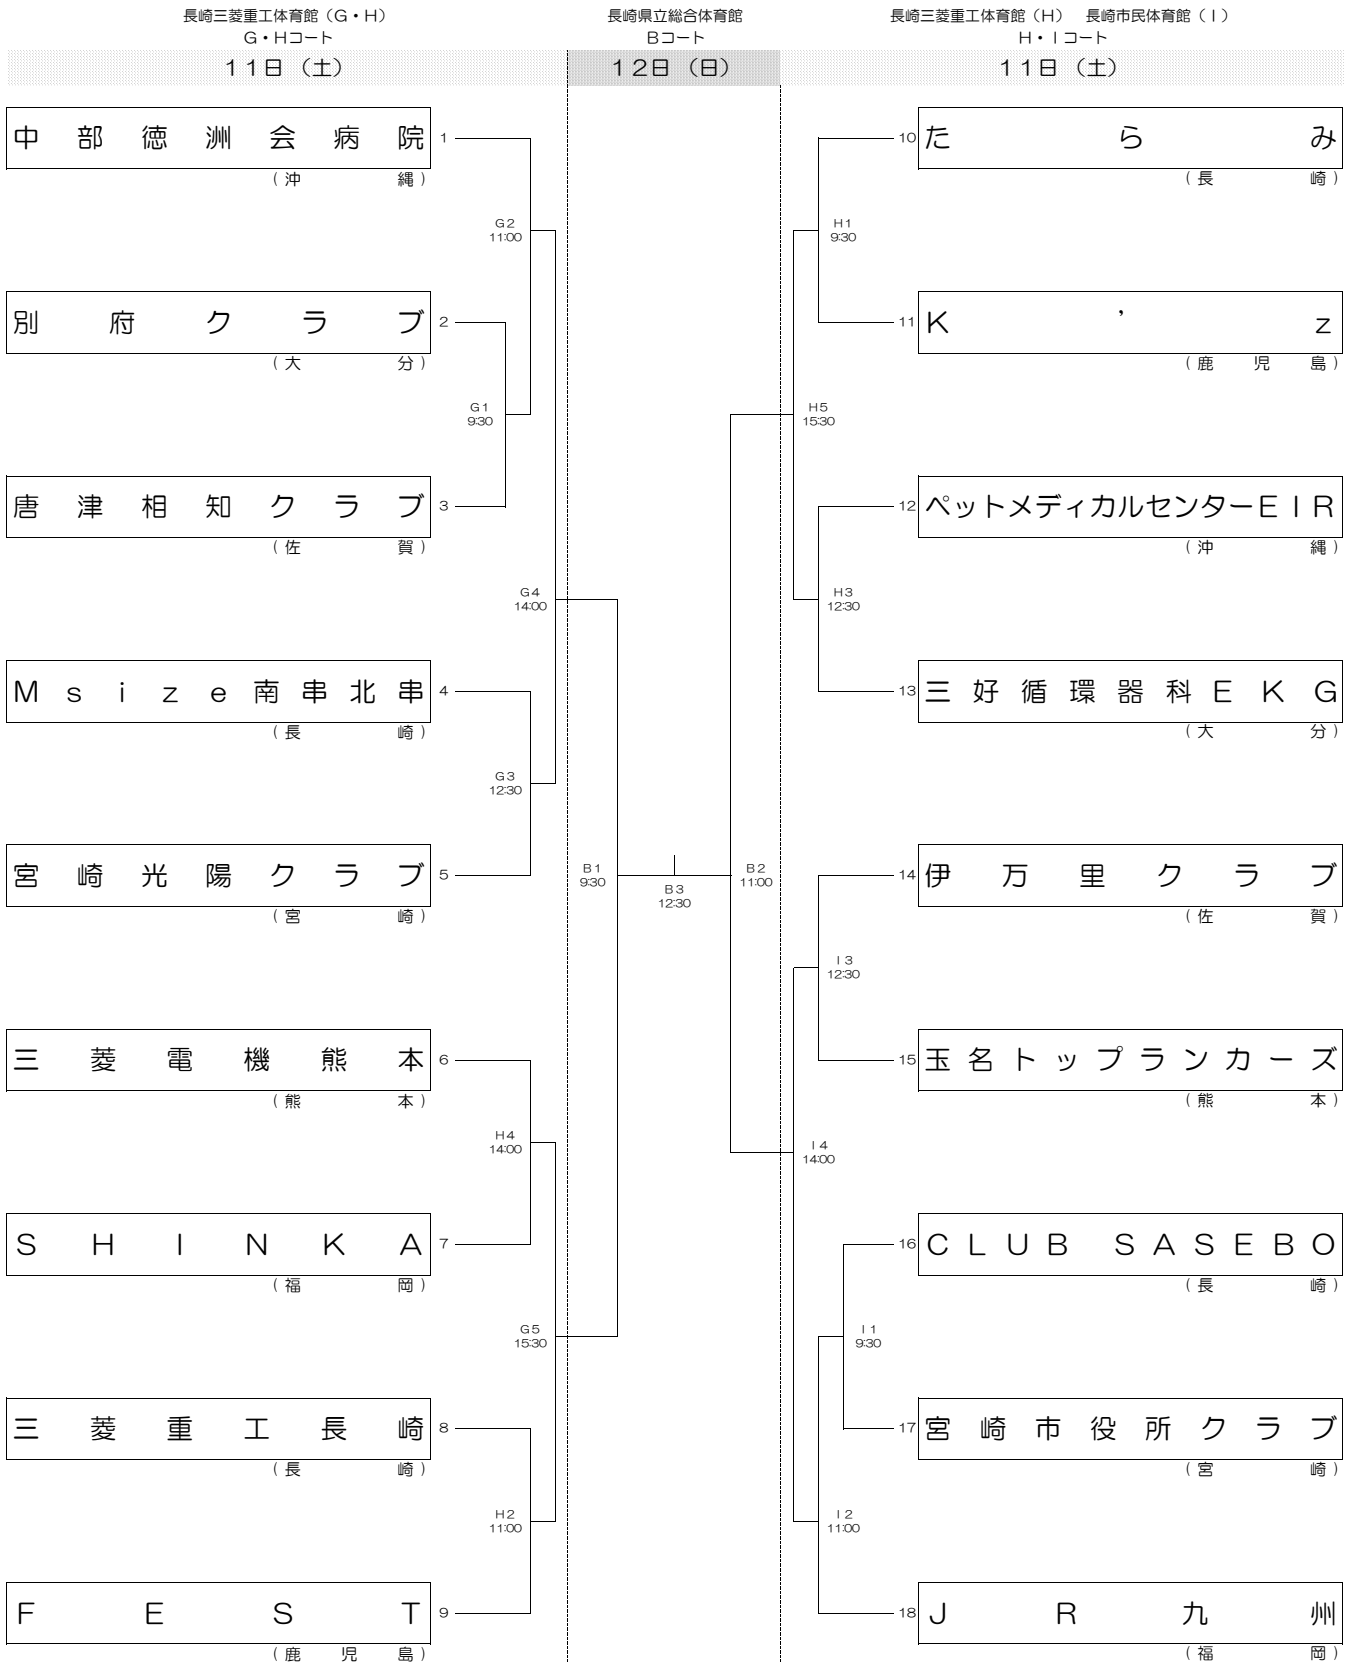 長崎三菱重工体育館（G・H）
G・Hコート
11日（土）
長崎県立総合体育館
Bコート
12日（日）
長崎三菱重工体育館（H）　長崎市民体育館（I）
H・Iコート
11日（土）
中部徳洲会病院 1
（沖縄）
G2
11:00
別府クラブ 2
（大分）
G1
9:30
唐津相知クラブ 3
（佐賀）
G4
14:00
Msize南串北串 4
（長崎）
G3
12:30
宮崎光陽クラブ 5
（宮崎）
三菱電機熊本 6
（熊本）
H4
14:00
SHINKA 7
（福岡）
G5
15:30
三菱重工長崎 8
（長崎）
H2
11:00
FEST 9
（鹿児島）
B1
9:30
B3
12:30
B2
11:00
10 たらみ
（長崎）
H1
9:30
11 K’z
（鹿児島）
H5
15:30
12 ペットメディカルセンターEIR
（沖縄）
H3
12:30
13 三好循環器科EKG
（大分）
14 伊万里クラブ
（佐賀）
I3
12:30
15 玉名トップランカーズ
（熊本）
I4
14:00
16 CLUB SASEBO
（長崎）
I1
9:30
17 宮崎市役所クラブ
（宮崎）
I2
11:00
18 JR九州
（福岡）